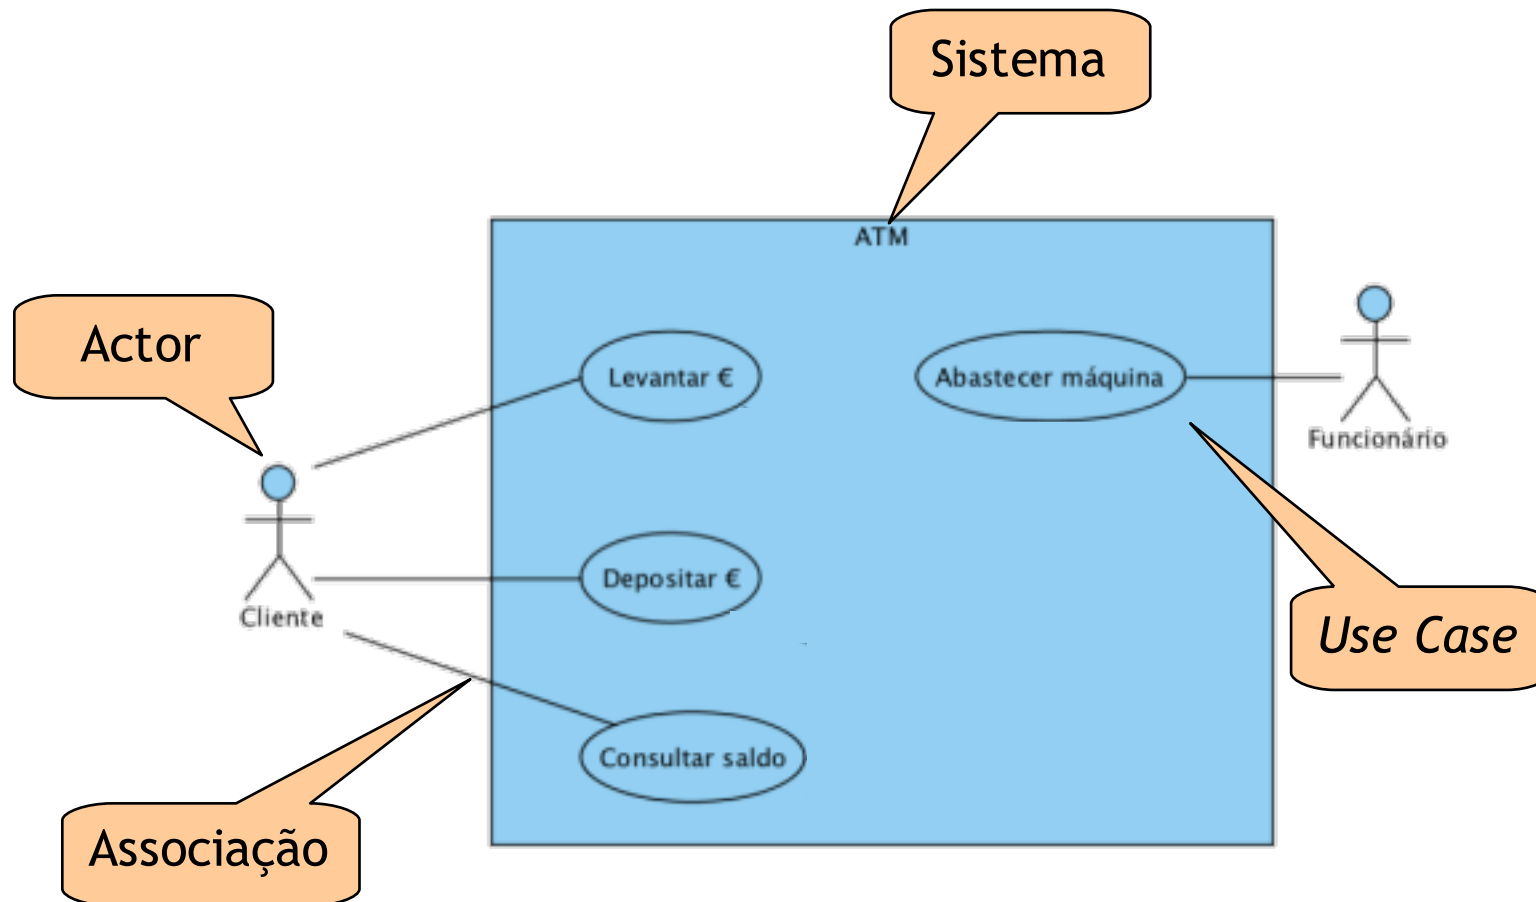 Sistema
ATM
Actor
Levantar €
Abastecer máquina
Funcionário
Depositar €
Cliente
Use Case
Consultar saldo
Associação